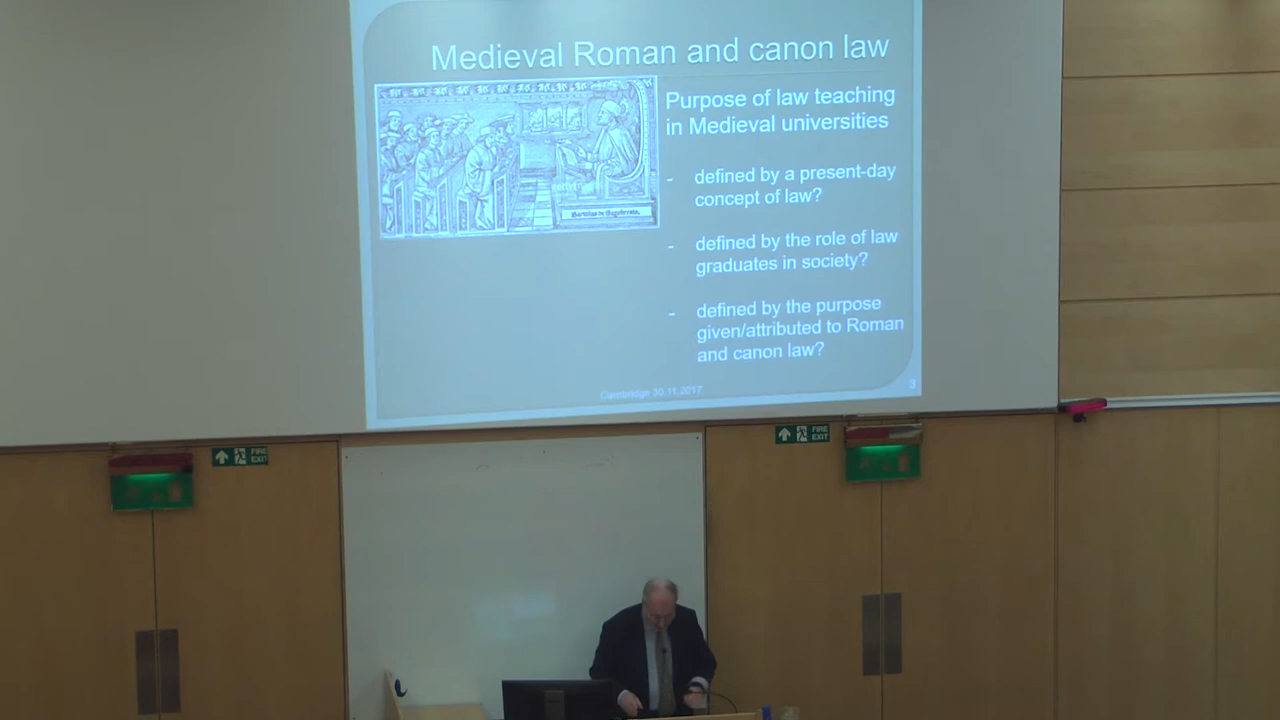 Medieval Roman and canon law
Purpose of law teaching
in Medieval universities
- defined by a present-day
concept of law?
- defined by the role of law
graduates in society?
- defined by the purpose
given/attributed to Roman
and canon law?
Cambridge 30.11.2017
3
FIRE
EXIT
FIRE
EXIT